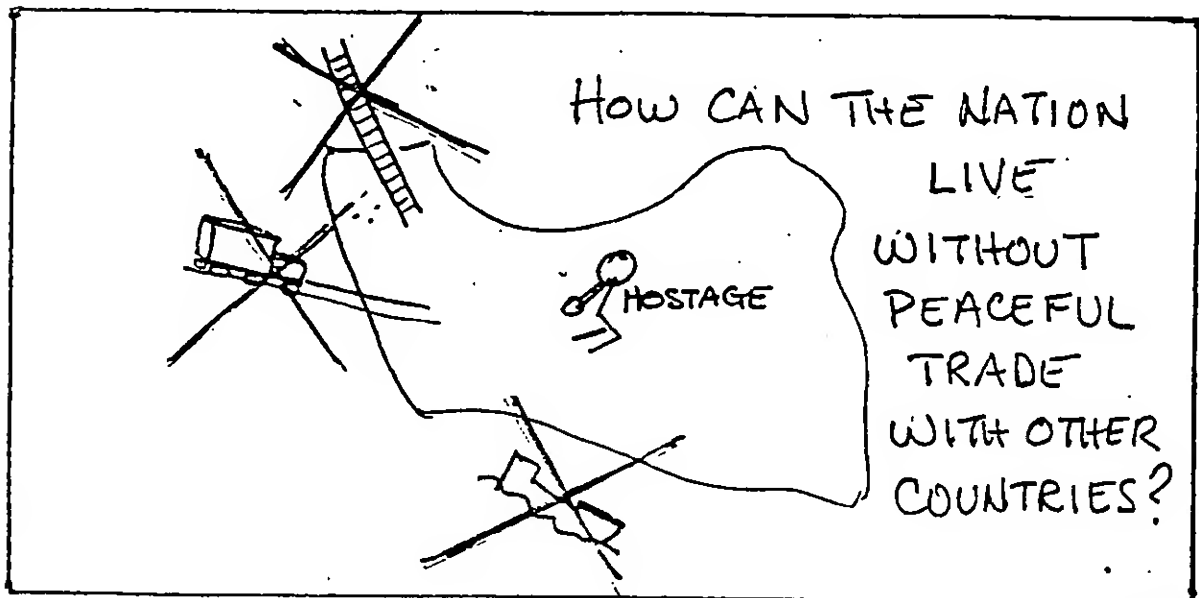 HOW CAN THE NATION
LIVE
WITHOUT
PEACEFUL
TRADE
WITH OTHER
COUNTRIES?
HOSTAGE